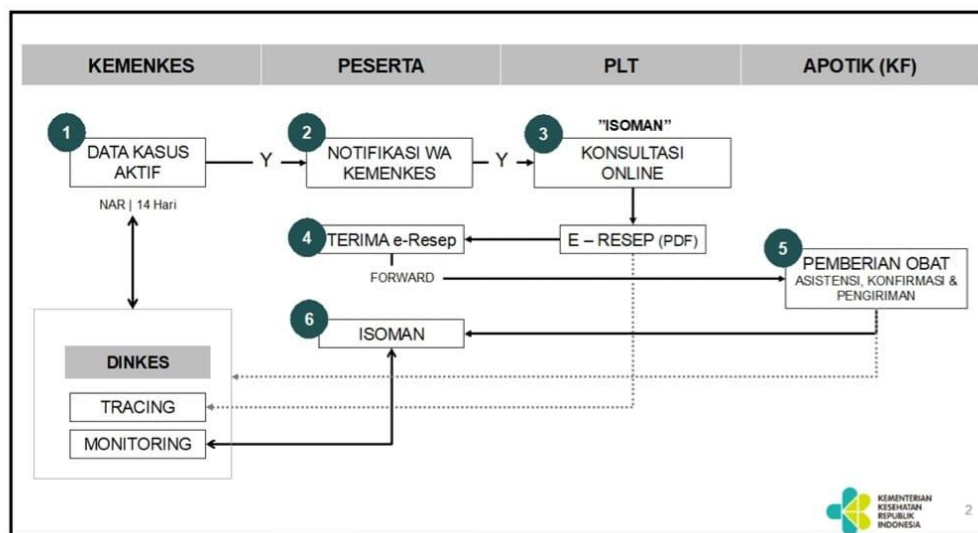 KEMENKES
PESERTA
PLT
APOTIK (KF)
1
DATA KASUS
AKTIF
NAR | 14 Hari
Y
2
NOTIFIKASI WA
KEMENKES
Y
3
"ISOMAN"
KONSULTASI
ONLINE
4
TERIMA e-Resep
FORWARD
E – RESEP (PDF)
5
PEMBERIAN OBAT
ASISTENSI, KONFIRMASI &
PENGIRIMAN
6
ISOMAN
DINKES
TRACING
MONITORING
KEMENTERIAN
KESEHATAN
REPUBLIK
INDONESIA
2